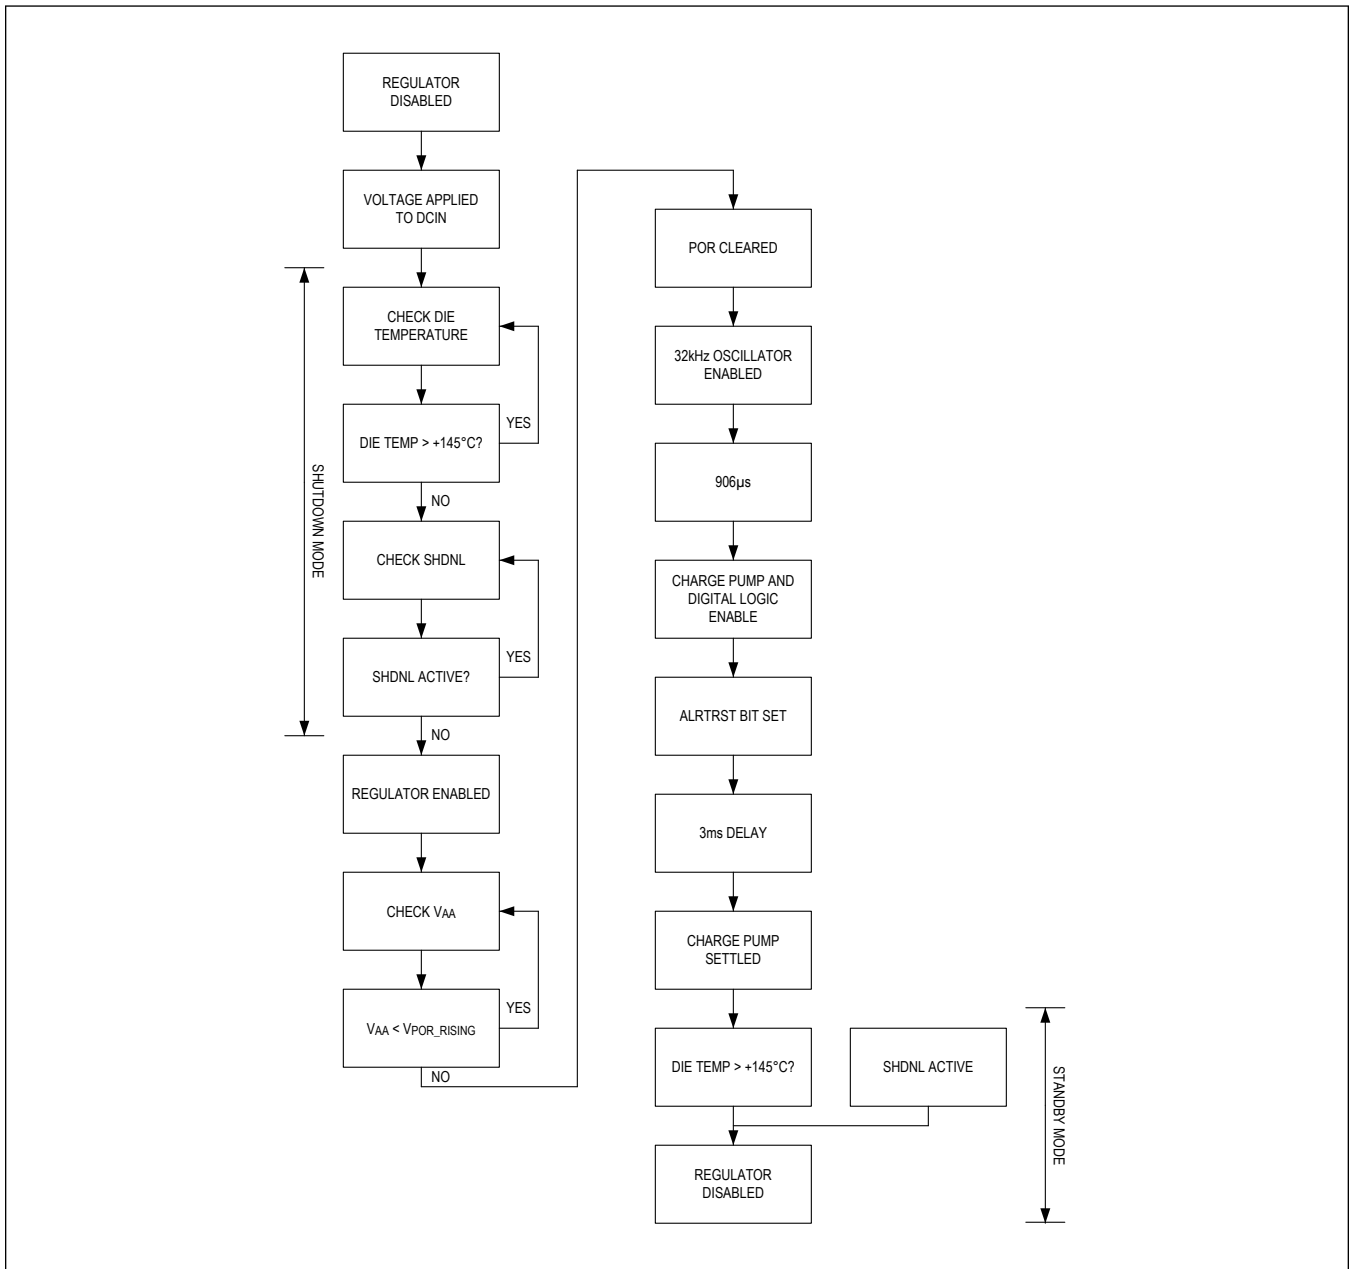 REGULATOR
DISABLED
VOLTAGE APPLIED
TO DCIN
CHECK DIE
TEMPERATURE
YES
DIE TEMP > +145°C?
NO
SHUTDOWN MODE
CHECK SHDNL
YES
SHDNL ACTIVE?
NO
REGULATOR ENABLED
CHECK VAA
YES
VAA < VPOR_RISING
NO
POR CLEARED
32kHz OSCILLATOR
ENABLED
906µs
CHARGE PUMP AND
DIGITAL LOGIC
ENABLE
ALRTRST BIT SET
3ms DELAY
CHARGE PUMP
SETTLED
DIE TEMP > +145°C?
SHDNL ACTIVE
STANDBY MODE
REGULATOR
DISABLED